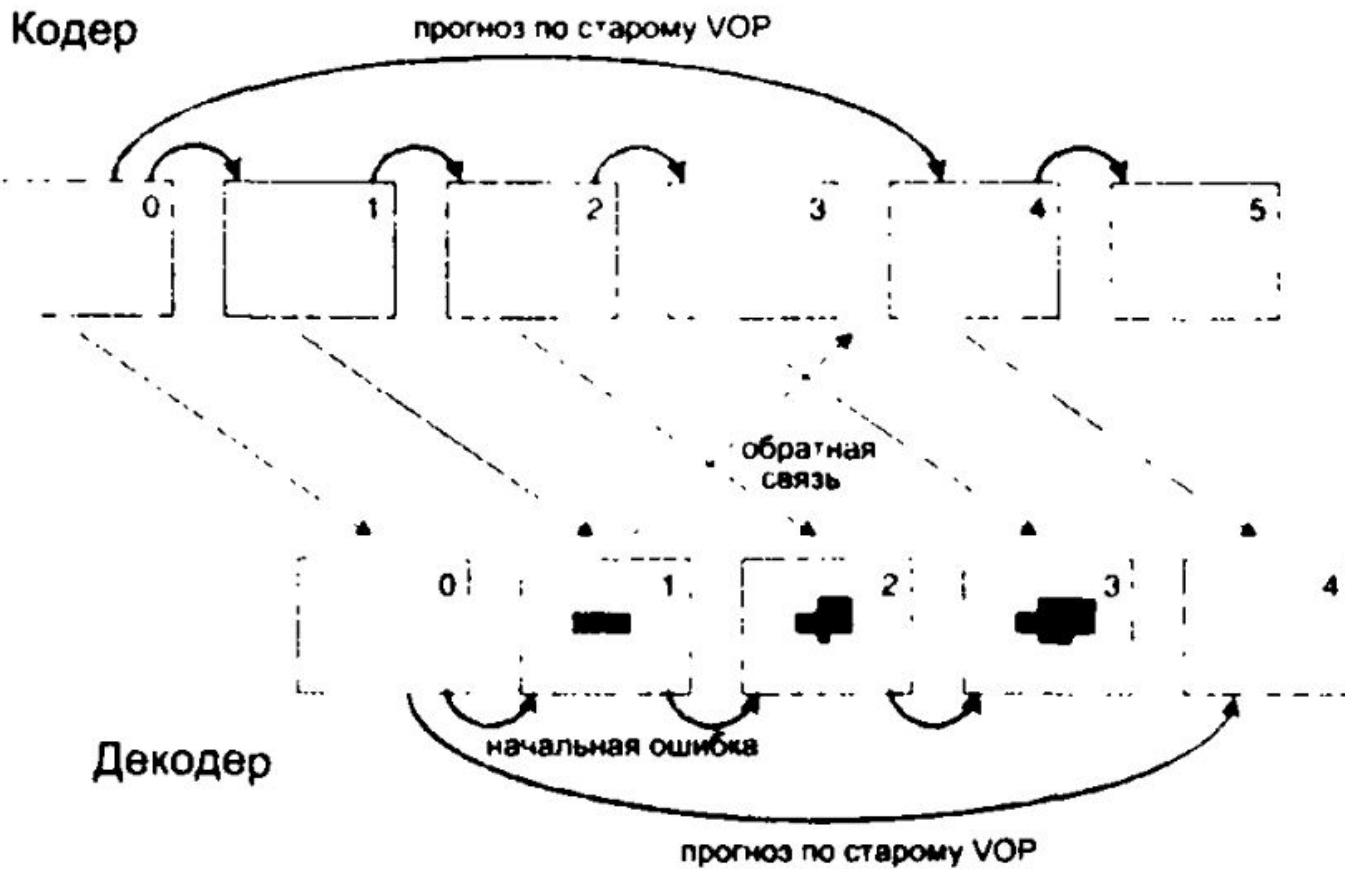 Кодер
прогноз по старому VOP
0 1 2 3 4 5
обратная
связь
0 1 2 3 4
начальная ошибка
Декодер
прогноз по старому VOP